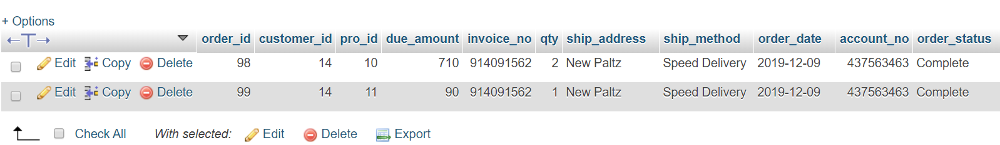 + Options
order_id customer_id pro_id due_amount invoice_no qty ship_address ship_method order_date account_no order_status
Edit Copy Delete 98 14 10 710 914091562 2 New Paltz Speed Delivery 2019-12-09 437563463 Complete
Edit Copy Delete 99 14 11 90 914091562 1 New Paltz Speed Delivery 2019-12-09 437563463 Complete
Check All With selected: Edit Delete Export